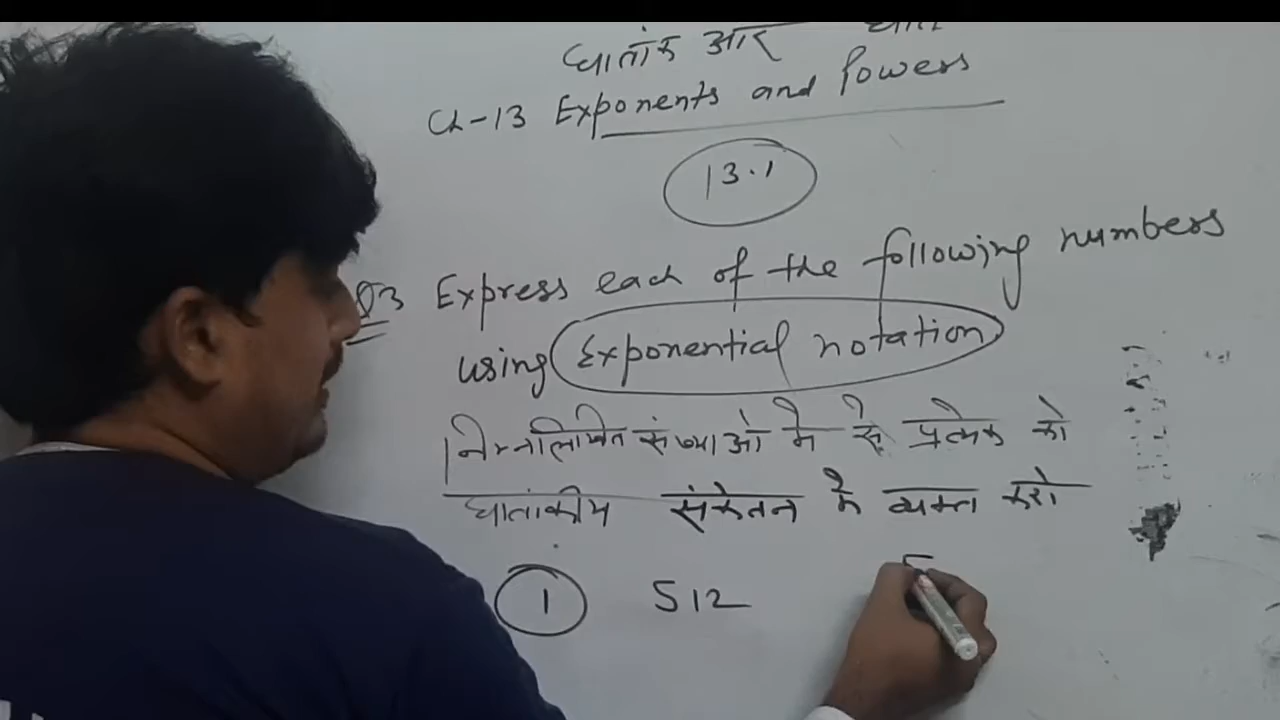 घातांक और घात
Ch-13 Exponents and Powers
13.1
Q3 Express each of the following numbers
using Exponential notation
निम्नलिखित संख्याओ मे से प्रत्येक को
घातांकीय संकेतन मे व्यक्त करो
1 512
5